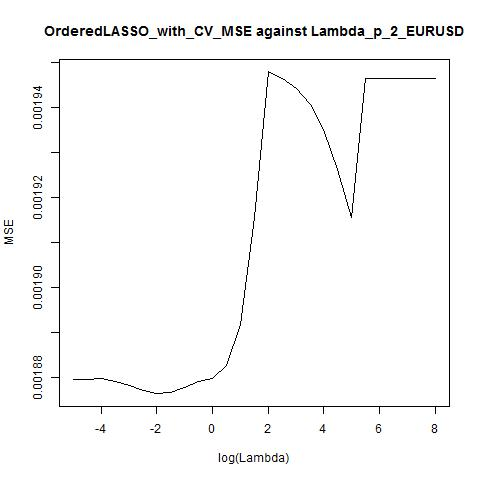 OrderedLASSO_with_CV_MSE against Lambda_p_2_EURUSD
MSE
0.00194
0.00192
0.00190
0.00188
-4 -2 0 2 4 6 8
log(Lambda)